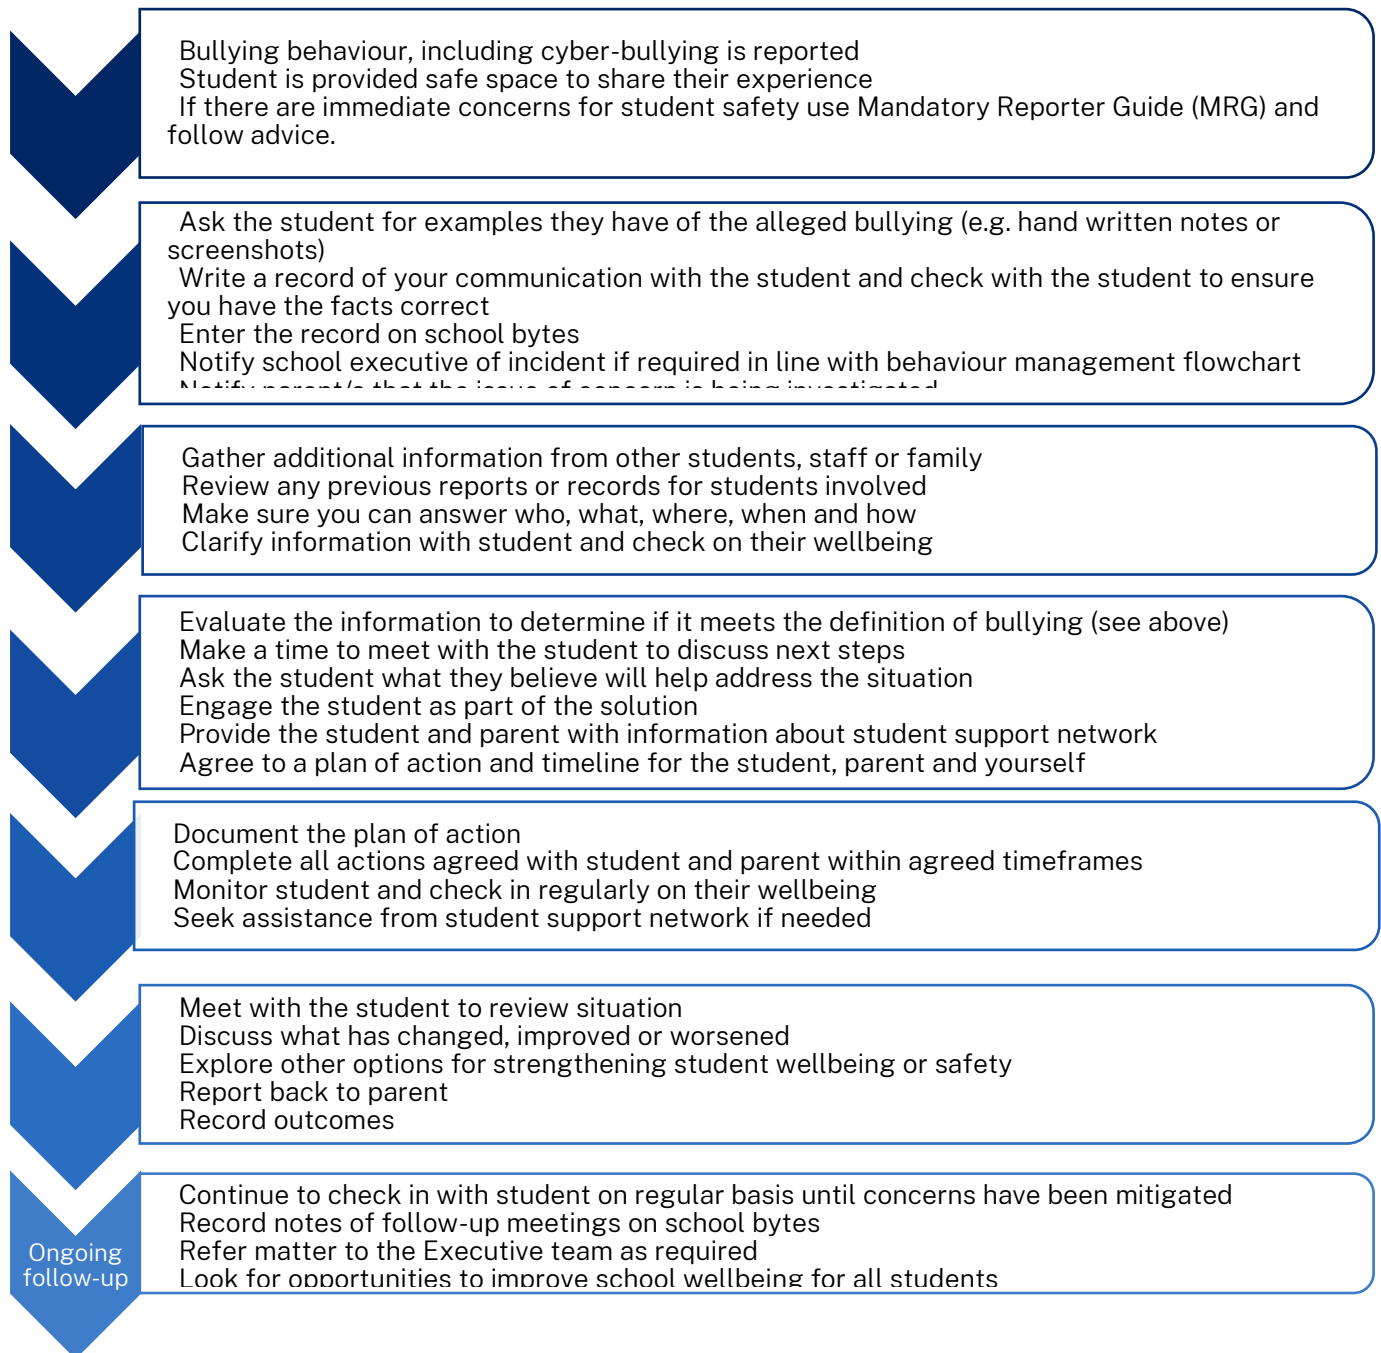 Bullying behaviour, including cyber-bullying is reported
Student is provided safe space to share their experience
If there are immediate concerns for student safety use Mandatory Reporter Guide (MRG) and
follow advice.
Ask the student for examples they have of the alleged bullying (e.g. hand written notes or
screenshots)
Write a record of your communication with the student and check with the student to ensure
you have the facts correct
Enter the record on school bytes
Notify school executive of incident if required in line with behaviour management flowchart
Notify parent/s that the issue of concern is being investigated
Gather additional information from other students, staff or family
Review any previous reports or records for students involved
Make sure you can answer who, what, where, when and how
Clarify information with student and check on their wellbeing
Evaluate the information to determine if it meets the definition of bullying (see above)
Make a time to meet with the student to discuss next steps
Ask the student what they believe will help address the situation
Engage the student as part of the solution
Provide the student and parent with information about student support network
Agree to a plan of action and timeline for the student, parent and yourself
Document the plan of action
Complete all actions agreed with student and parent within agreed timeframes
Monitor student and check in regularly on their wellbeing
Seek assistance from student support network if needed
Meet with the student to review situation
Discuss what has changed, improved or worsened
Explore other options for strengthening student wellbeing or safety
Report back to parent
Record outcomes
Ongoing
follow-up
Continue to check in with student on regular basis until concerns have been mitigated
Record notes of follow-up meetings on school bytes
Refer matter to the Executive team as required
Look for opportunities to improve school wellbeing for all students